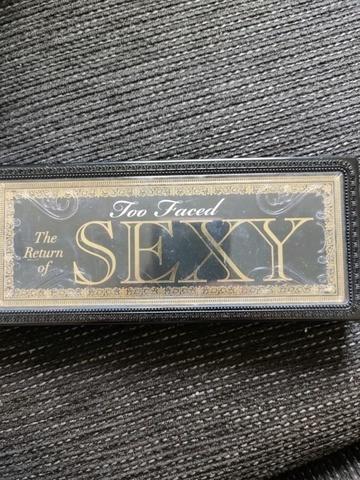 Too Faced
The
Return
of
SEXY